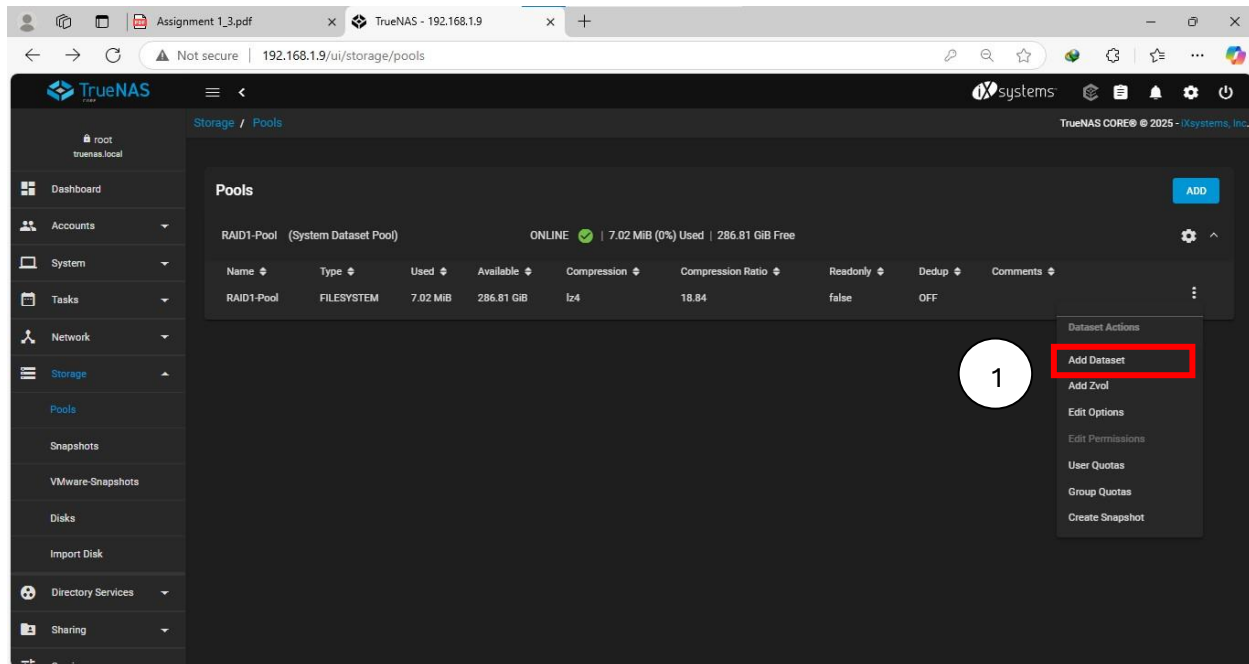 Assignment 1_3.pdf
TrueNAS - 192.168.1.9
Not secure | 192.168.1.9/ui/storage/pools
TrueNAS
CORE
iXsystems
Storage / Pools
TrueNAS CORE® © 2025 - iXsystems, Inc.
root
truenas.local
Dashboard
Accounts
System
Tasks
Network
Storage
Pools
Snapshots
VMware-Snapshots
Disks
Import Disk
Directory Services
Sharing
Pools
ADD
RAID1-Pool (System Dataset Pool) ONLINE | 7.02 MiB (0%) Used | 286.81 GiB Free
Name Type Used Available Compression Compression Ratio Readonly Dedup Comments
RAID1-Pool FILESYSTEM 7.02 MiB 286.81 GiB lz4 18.84 false OFF
Dataset Actions
1
Add Dataset
Add Zvol
Edit Options
Edit Permissions
User Quotas
Group Quotas
Create Snapshot